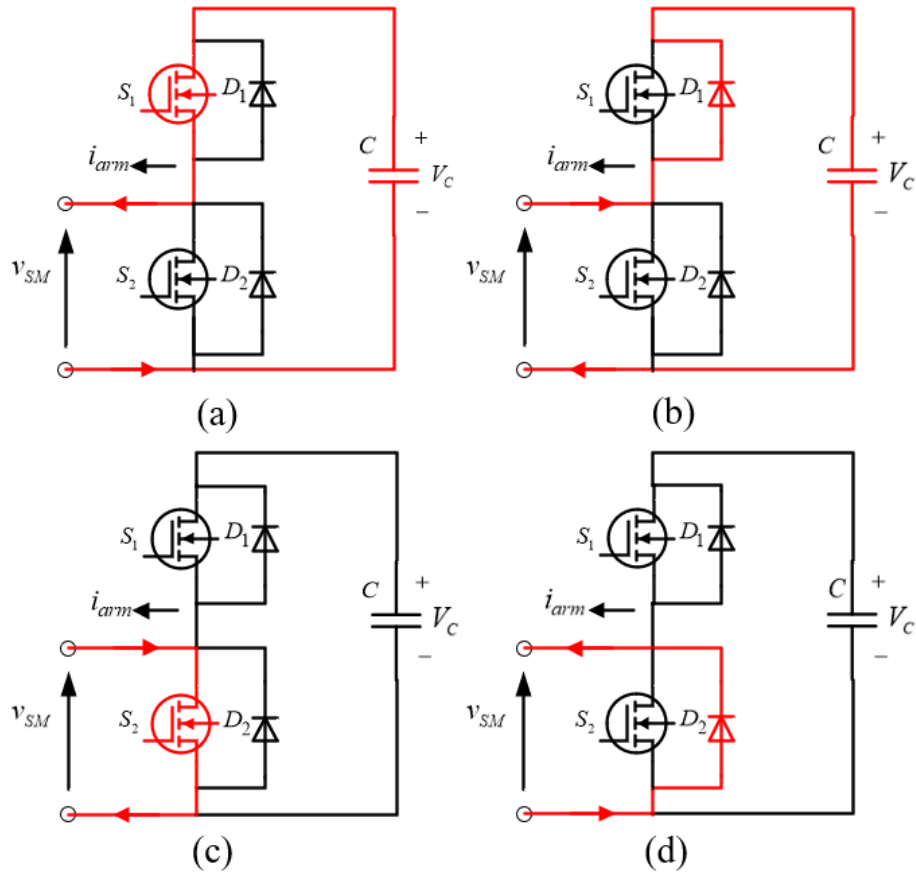 S1
D1
iarm
C
+
VC
−
vSM
S2
D2
(a)
S1
D1
iarm
C
+
VC
−
vSM
S2
D2
(b)
S1
D1
iarm
C
+
VC
−
vSM
S2
D2
(c)
S1
D1
iarm
C
+
VC
−
vSM
S2
D2
(d)